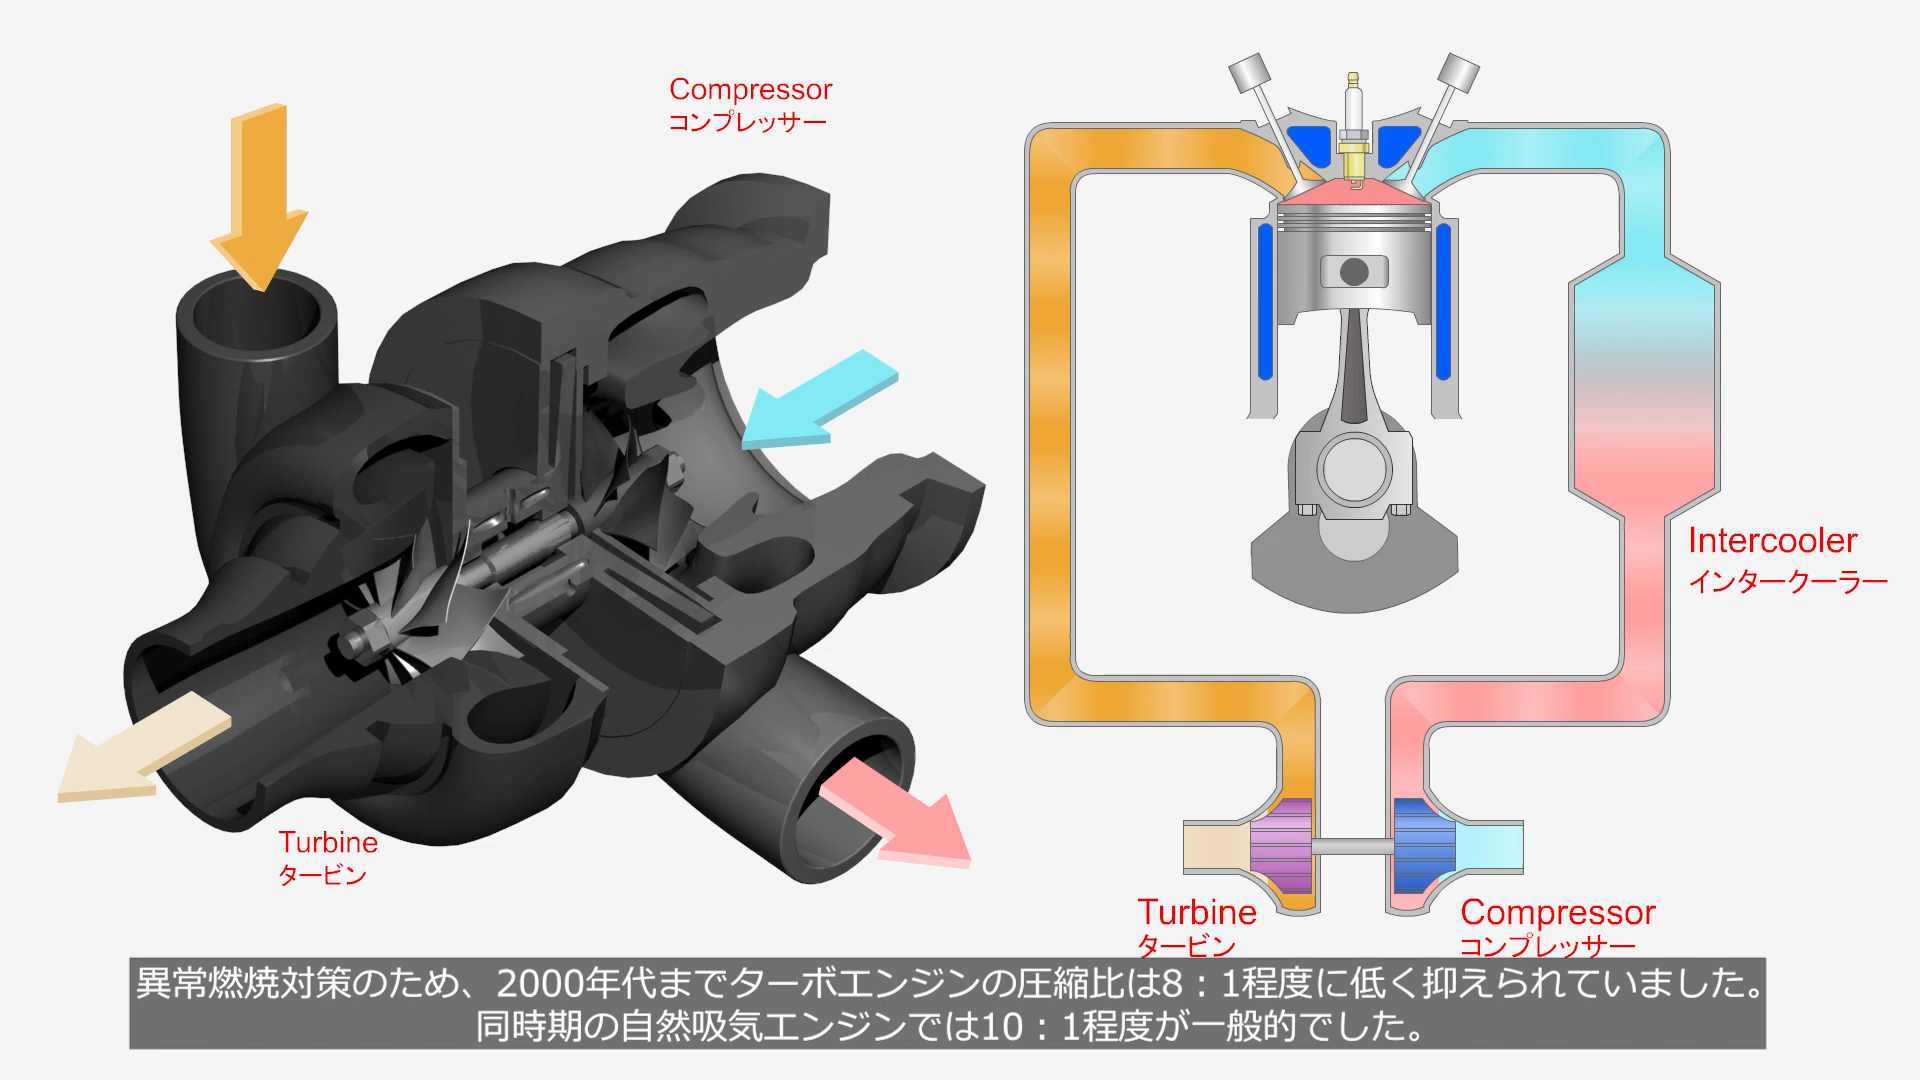 Compressor
コンプレッサー
Turbine
タービン
Intercooler
インタークーラー
Turbine
タービン
Compressor
コンプレッサー
異常燃焼対策のため、2000年代までターボエンジンの圧縮比は8：1程度に低く抑えられていました。
同時期の自然吸気エンジンでは10：1程度が一般的でした。